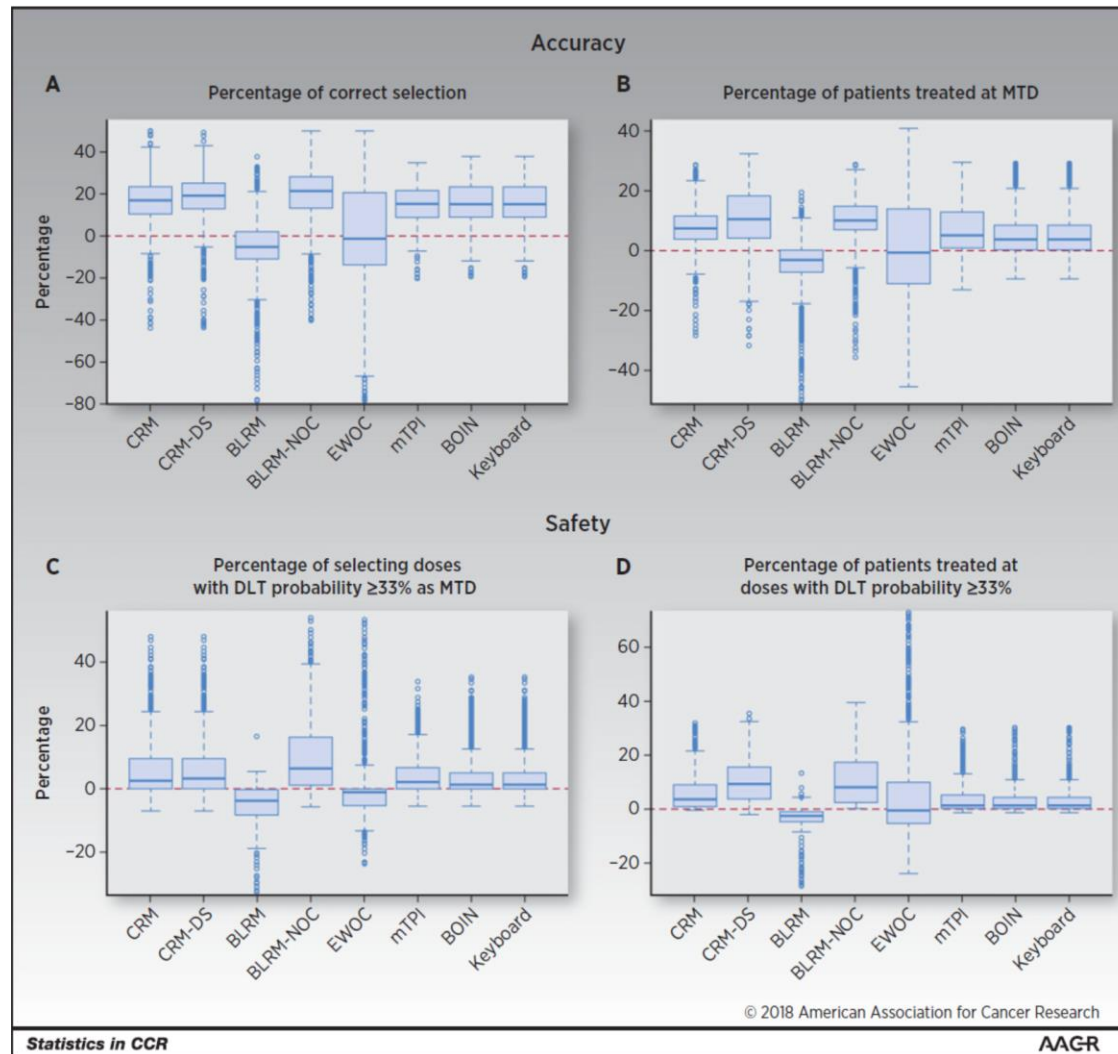 Accuracy
A
Percentage of correct selection
Percentage
40
20
0
−20
−40
−60
−80
CRM
CRM-DS
BLRM
BLRM-NOC
EWOC
mTPI
BOIN
Keyboard
B
Percentage of patients treated at MTD
40
20
0
−20
−40
CRM
CRM-DS
BLRM
BLRM-NOC
EWOC
mTPI
BOIN
Keyboard
Safety
C
Percentage of selecting doses
with DLT probability ≥33% as MTD
Percentage
40
20
0
−20
CRM
CRM-DS
BLRM
BLRM-NOC
EWOC
mTPI
BOIN
Keyboard
D
Percentage of patients treated at
doses with DLT probability ≥33%
60
40
20
0
−20
CRM
CRM-DS
BLRM
BLRM-NOC
EWOC
mTPI
BOIN
Keyboard
© 2018 American Association for Cancer Research
Statistics in CCR
AACR